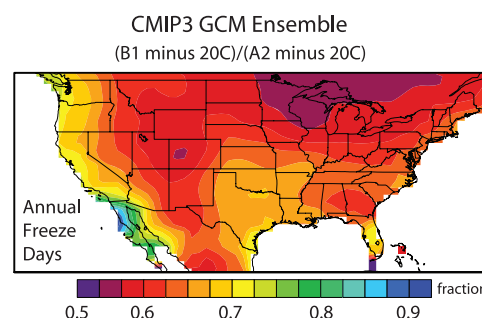 CMIP3 GCM Ensemble
(B1 minus 20C)/(A2 minus 20C)
Annual
Freeze
Days
fraction
0.5 0.6 0.7 0.8 0.9